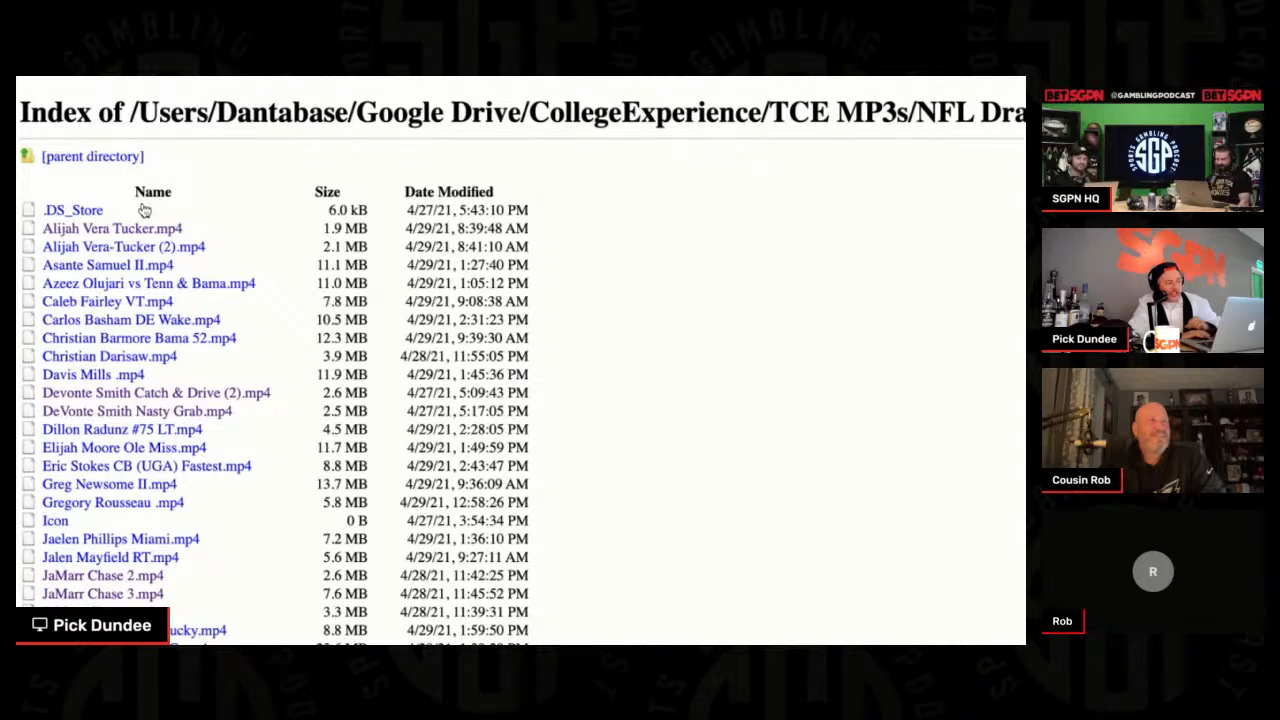 Index of /Users/Dantabase/Google Drive/CollegeExperience/TCE MP3s/NFL Dra
[parent directory]
Name Size Date Modified
.DS_Store 6.0 kB 4/27/21, 5:43:10 PM
Alijah Vera Tucker.mp4 1.9 MB 4/29/21, 8:39:48 AM
Alijah Vera-Tucker (2).mp4 2.1 MB 4/29/21, 8:41:10 AM
Asante Samuel II.mp4 11.1 MB 4/29/21, 1:27:40 PM
Azeez Olujari vs Tenn & Bama.mp4 11.0 MB 4/29/21, 1:05:12 PM
Caleb Fairley VT.mp4 7.8 MB 4/29/21, 9:08:38 AM
Carlos Basham DE Wake.mp4 10.5 MB 4/29/21, 2:31:23 PM
Christian Barmore Bama 52.mp4 12.3 MB 4/29/21, 9:39:30 AM
Christian Darisaw.mp4 3.9 MB 4/28/21, 11:55:05 PM
Davis Mills .mp4 11.9 MB 4/29/21, 1:45:36 PM
Devonte Smith Catch & Drive (2).mp4 2.6 MB 4/27/21, 5:09:43 PM
DeVonte Smith Nasty Grab.mp4 2.5 MB 4/27/21, 5:17:05 PM
Dillon Radunz #75 LT.mp4 4.5 MB 4/29/21, 2:28:05 PM
Elijah Moore Ole Miss.mp4 11.7 MB 4/29/21, 1:49:59 PM
Eric Stokes CB (UGA) Fastest.mp4 8.8 MB 4/29/21, 2:43:47 PM
Greg Newsome II.mp4 13.7 MB 4/29/21, 9:36:09 AM
Gregory Rousseau .mp4 5.8 MB 4/29/21, 12:58:26 PM
Icon 0 B 4/27/21, 3:54:34 PM
Jaelen Phillips Miami.mp4 7.2 MB 4/29/21, 1:36:10 PM
Jalen Mayfield RT.mp4 5.6 MB 4/29/21, 9:27:11 AM
JaMarr Chase 2.mp4 2.6 MB 4/28/21, 11:42:25 PM
JaMarr Chase 3.mp4 7.6 MB 4/28/21, 11:45:52 PM
3.3 MB 4/28/21, 11:39:31 PM
ucky.mp4 8.8 MB 4/29/21, 1:59:50 PM
Pick Dundee
BETSGPN @GAMBLINGPODCAST BETSGPN
SPORTS GAMBLING PODCAST
SGP
SGPN HQ
SGPN
Pick Dundee
SGPN
Cousin Rob
R
Rob